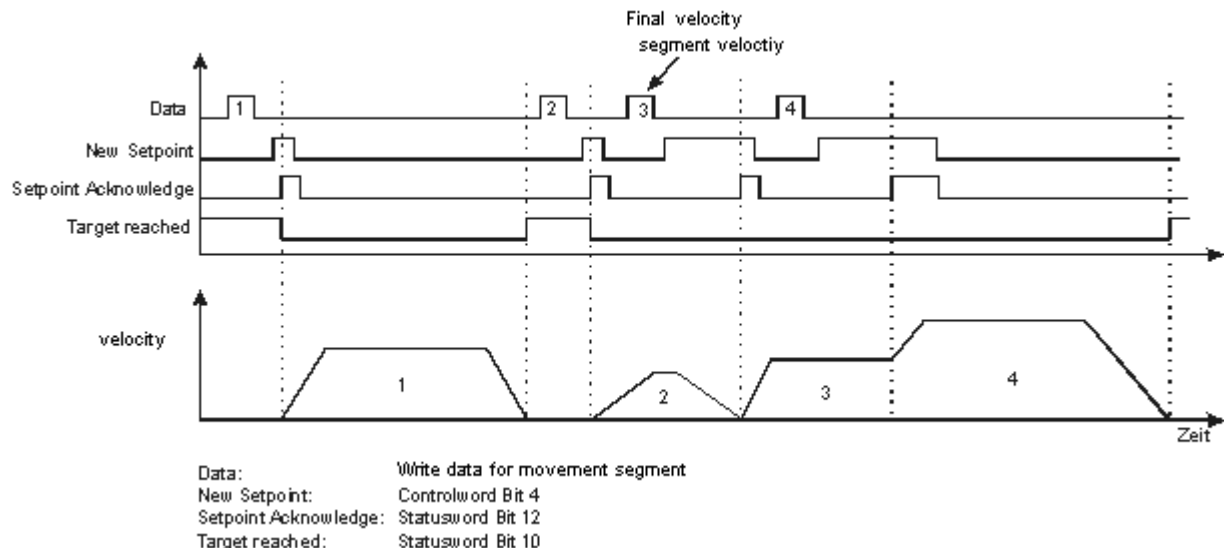 Final velocity
segment veloctiy
Data
1
2
3
4
New Setpoint
Setpoint Acknowledge
Target reached
velocity
1
2
3
4
Zeit
Data: Write data for movement segment
New Setpoint: Controlword Bit 4
Setpoint Acknowledge: Statusword Bit 12
Target reached: Statusword Bit 10